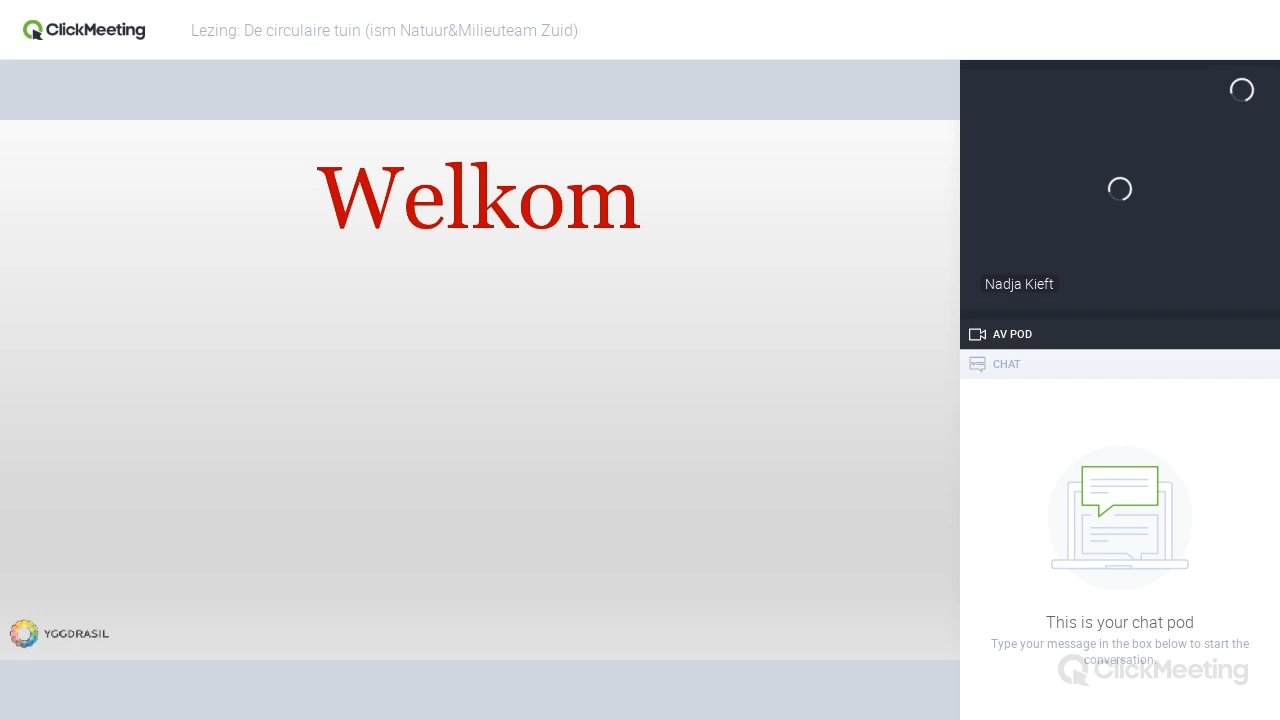 ClickMeeting
Lezing: De circulaire tuin (ism Natuur&Milieuteam Zuid)
Welkom
YGGDRASIL
Nadja Kieft
AV POD
CHAT
This is your chat pod
Type your message in the box below to start the
conversation.
ClickMeeting